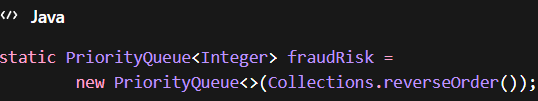 </> Java
static PriorityQueue<Integer> fraudRisk =
        new PriorityQueue<>(Collections.reverseOrder());